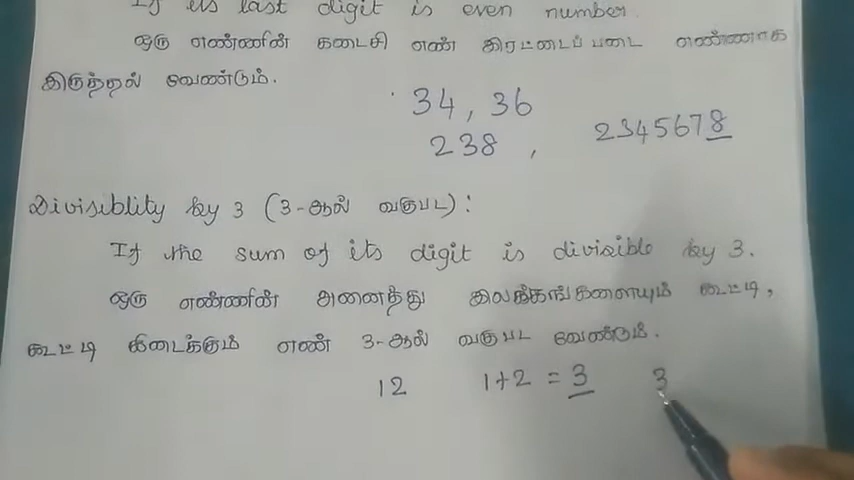 If its last digit is even number
ஒரு எண்ணின் கடைசி எண் இரட்டைப்படை எண்ணாக
இருத்தல் வேண்டும்.
34, 36
238 , 2345678
Divisiblity by 3 (3-ஆல் வகுபட):
If the sum of its digit is divisible by 3.
ஒரு எண்ணின் அனைத்து இலக்கங்களையும் கூட்டி,
கூட்டி கிடைக்கும் எண் 3-ஆல் வகுபட வேண்டும்.
12 1+2 = 3 3